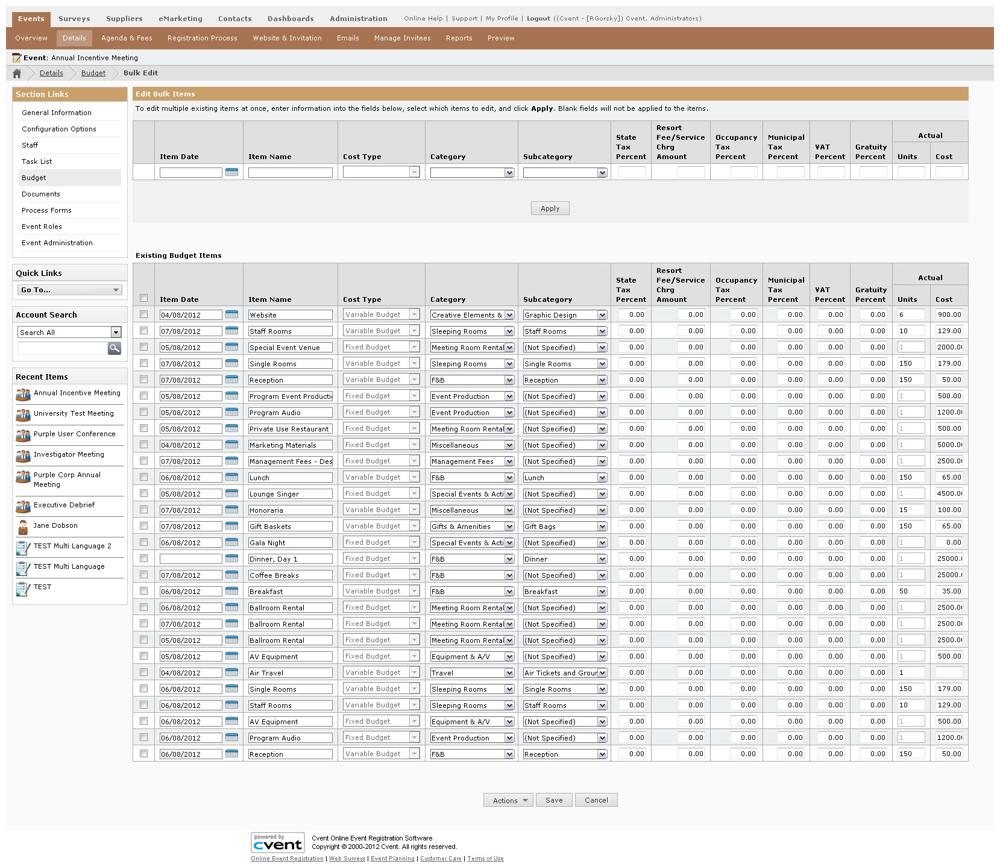 Events Surveys Suppliers eMarketing Contacts Dashboards Administration Online Help | Support | My Profile | Logout ((Cvent - [RGorsky]) Cvent, Administrators)
Overview Details Agenda & Fees Registration Process Website & Invitation Emails Manage Invitees Reports Preview
Event: Annual Incentive Meeting
Details Budget Bulk Edit
Section Links
General Information
Configuration Options
Staff
Task List
Budget
Documents
Process Forms
Event Roles
Event Administration
Quick Links
Go To...
Account Search
Search All
Recent Items
Annual Incentive Meeting
University Test Meeting
Purple User Conference
Investigator Meeting
Purple Corp Annual
Meeting
Executive Debrief
Jane Dobson
TEST Multi Language 2
TEST Multi Language
TEST
Edit Bulk Items
To edit multiple existing items at once, enter information into the fields below, select which items to edit, and click Apply. Blank fields will not be applied to the items.
Item Date Item Name Cost Type Category Subcategory State Tax Percent Resort Fee/Service Chrg Amount Occupancy Tax Percent Municipal Tax Percent VAT Percent Gratuity Percent Actual Units Cost
Apply
Existing Budget Items
Item Date Item Name Cost Type Category Subcategory State Tax Percent Resort Fee/Service Chrg Amount Occupancy Tax Percent Municipal Tax Percent VAT Percent Gratuity Percent Actual Units Cost
04/08/2012 Website Variable Budget Creative Elements & Graphic Design 0.00 0.00 0.00 0.00 0.00 0.00 6 900.00
07/08/2012 Staff Rooms Variable Budget Sleeping Rooms Staff Rooms 0.00 0.00 0.00 0.00 0.00 0.00 10 129.00
05/08/2012 Special Event Venue Fixed Budget Meeting Room Rental (Not Specified) 0.00 0.00 0.00 0.00 0.00 0.00 1 2000.0
07/08/2012 Single Rooms Variable Budget Sleeping Rooms Single Rooms 0.00 0.00 0.00 0.00 0.00 0.00 150 179.00
07/08/2012 Reception Variable Budget F&B Reception 0.00 0.00 0.00 0.00 0.00 0.00 150 50.00
05/08/2012 Program Event Producti Fixed Budget Event Production (Not Specified) 0.00 0.00 0.00 0.00 0.00 0.00 1 500.00
05/08/2012 Program Audio Fixed Budget Event Production (Not Specified) 0.00 0.00 0.00 0.00 0.00 0.00 1 1200.0
05/08/2012 Private Use Restaurant Fixed Budget Meeting Room Rental (Not Specified) 0.00 0.00 0.00 0.00 0.00 0.00 1 500.00
04/08/2012 Marketing Materials Fixed Budget Miscellaneous (Not Specified) 0.00 0.00 0.00 0.00 0.00 0.00 1 5000.0
07/08/2012 Management Fees - Des Fixed Budget Management Fees (Not Specified) 0.00 0.00 0.00 0.00 0.00 0.00 1 2500.0
06/08/2012 Lunch Variable Budget F&B Lunch 0.00 0.00 0.00 0.00 0.00 0.00 150 65.00
05/08/2012 Lounge Singer Fixed Budget Special Events & Acti (Not Specified) 0.00 0.00 0.00 0.00 0.00 0.00 1 4500.0
07/08/2012 Honoraria Variable Budget Miscellaneous (Not Specified) 0.00 0.00 0.00 0.00 0.00 0.00 15 100.00
07/08/2012 Gift Baskets Variable Budget Gifts & Amenities Gift Bags 0.00 0.00 0.00 0.00 0.00 0.00 150 65.00
06/08/2012 Gala Night Fixed Budget Special Events & Acti (Not Specified) 0.00 0.00 0.00 0.00 0.00 0.00 1 0.00
Dinner, Day 1 Fixed Budget F&B Dinner 0.00 0.00 0.00 0.00 0.00 0.00 1 25000.
07/08/2012 Coffee Breaks Fixed Budget F&B (Not Specified) 0.00 0.00 0.00 0.00 0.00 0.00 1 25000.
06/08/2012 Breakfast Variable Budget F&B Breakfast 0.00 0.00 0.00 0.00 0.00 0.00 50 35.00
06/08/2012 Ballroom Rental Fixed Budget Meeting Room Rental (Not Specified) 0.00 0.00 0.00 0.00 0.00 0.00 1 2500.0
07/08/2012 Ballroom Rental Fixed Budget Meeting Room Rental (Not Specified) 0.00 0.00 0.00 0.00 0.00 0.00 1 2500.0
05/08/2012 Ballroom Rental Fixed Budget Meeting Room Rental (Not Specified) 0.00 0.00 0.00 0.00 0.00 0.00 1 2500.0
05/08/2012 AV Equipment Fixed Budget Equipment & A/V (Not Specified) 0.00 0.00 0.00 0.00 0.00 0.00 1 500.00
04/08/2012 Air Travel Variable Budget Travel Air Tickets and Grour 0.00 0.00 0.00 0.00 0.00 0.00 1
06/08/2012 Single Rooms Variable Budget Sleeping Rooms Single Rooms 0.00 0.00 0.00 0.00 0.00 0.00 150 179.00
06/08/2012 Staff Rooms Variable Budget Sleeping Rooms Staff Rooms 0.00 0.00 0.00 0.00 0.00 0.00 10 129.00
06/08/2012 AV Equipment Fixed Budget Equipment & A/V (Not Specified) 0.00 0.00 0.00 0.00 0.00 0.00 1 500.00
06/08/2012 Program Audio Fixed Budget Event Production (Not Specified) 0.00 0.00 0.00 0.00 0.00 0.00 1 1200.0
06/08/2012 Reception Variable Budget F&B Reception 0.00 0.00 0.00 0.00 0.00 0.00 150 50.00
Actions Save Cancel
powered by
cvent
Cvent Online Event Registration Software
Copyright © 2000-2012 Cvent. All rights reserved.
Online Event Registration | Web Surveys | Event Planning | Customer Care | Terms of Use